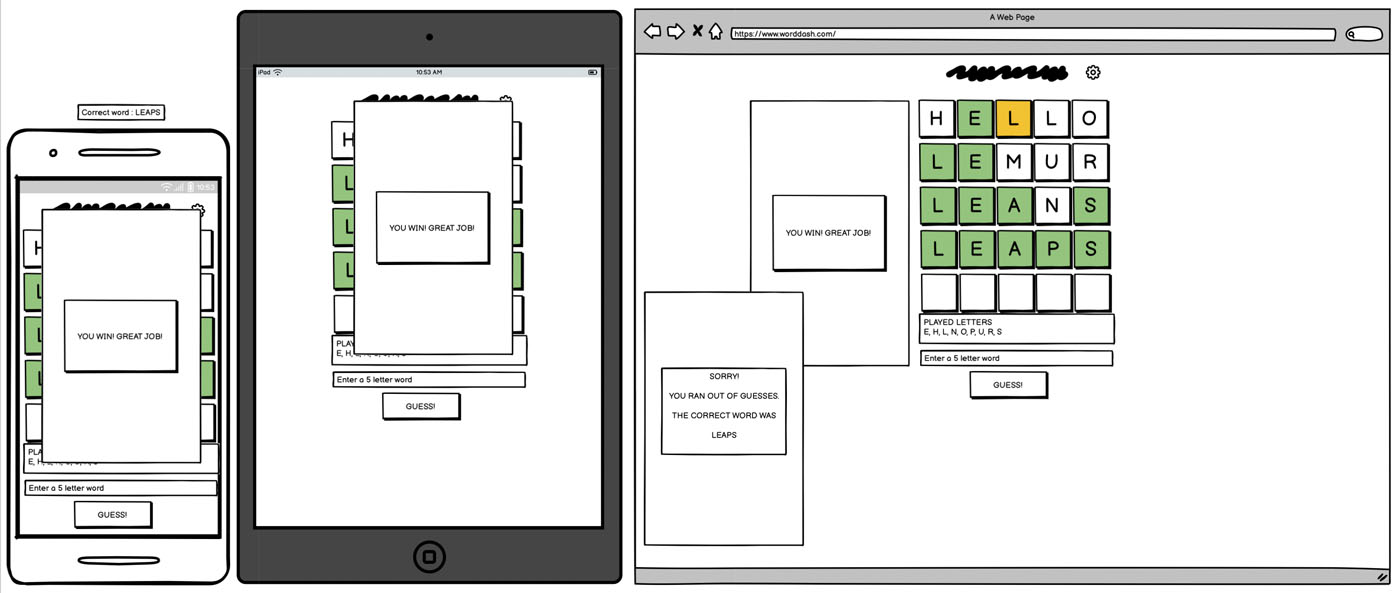 Correct word : LEAPS
10:53
H
L
L
L
YOU WIN! GREAT JOB!
PLA
E, H,
Enter a 5 letter word
GUESS!
iPad
10:53 AM
H
L
L
L
YOU WIN! GREAT JOB!
PLAY
E, H,
Enter a 5 letter word
GUESS!
A Web Page
https://www.worddash.com/
H E L L O
L E M U R
L E A N S
L E A P S
YOU WIN! GREAT JOB!
PLAYED LETTERS
E, H, L, N, O, P, U, R, S
Enter a 5 letter word
GUESS!
SORRY!
YOU RAN OUT OF GUESSES.
THE CORRECT WORD WAS
LEAPS